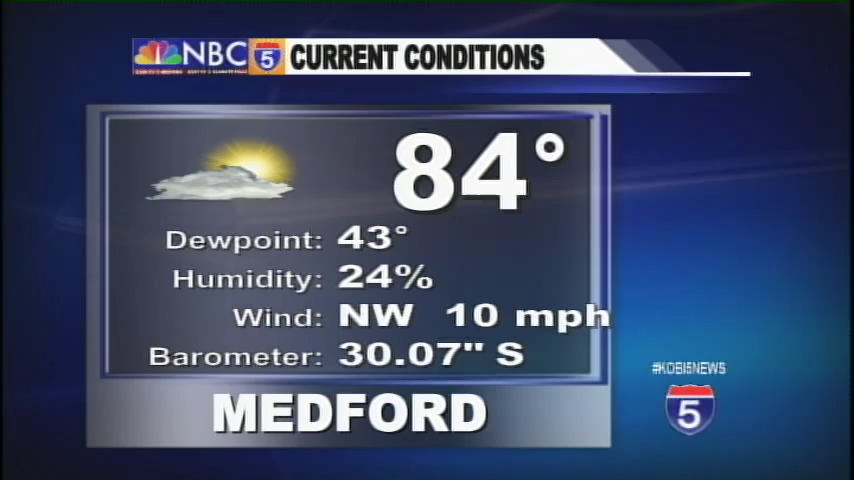 NBC 5 CURRENT CONDITIONS
84°
Dewpoint: 43°
Humidity: 24%
Wind: NW 10 mph
Barometer: 30.07" S
MEDFORD
#KOBI5NEWS
5